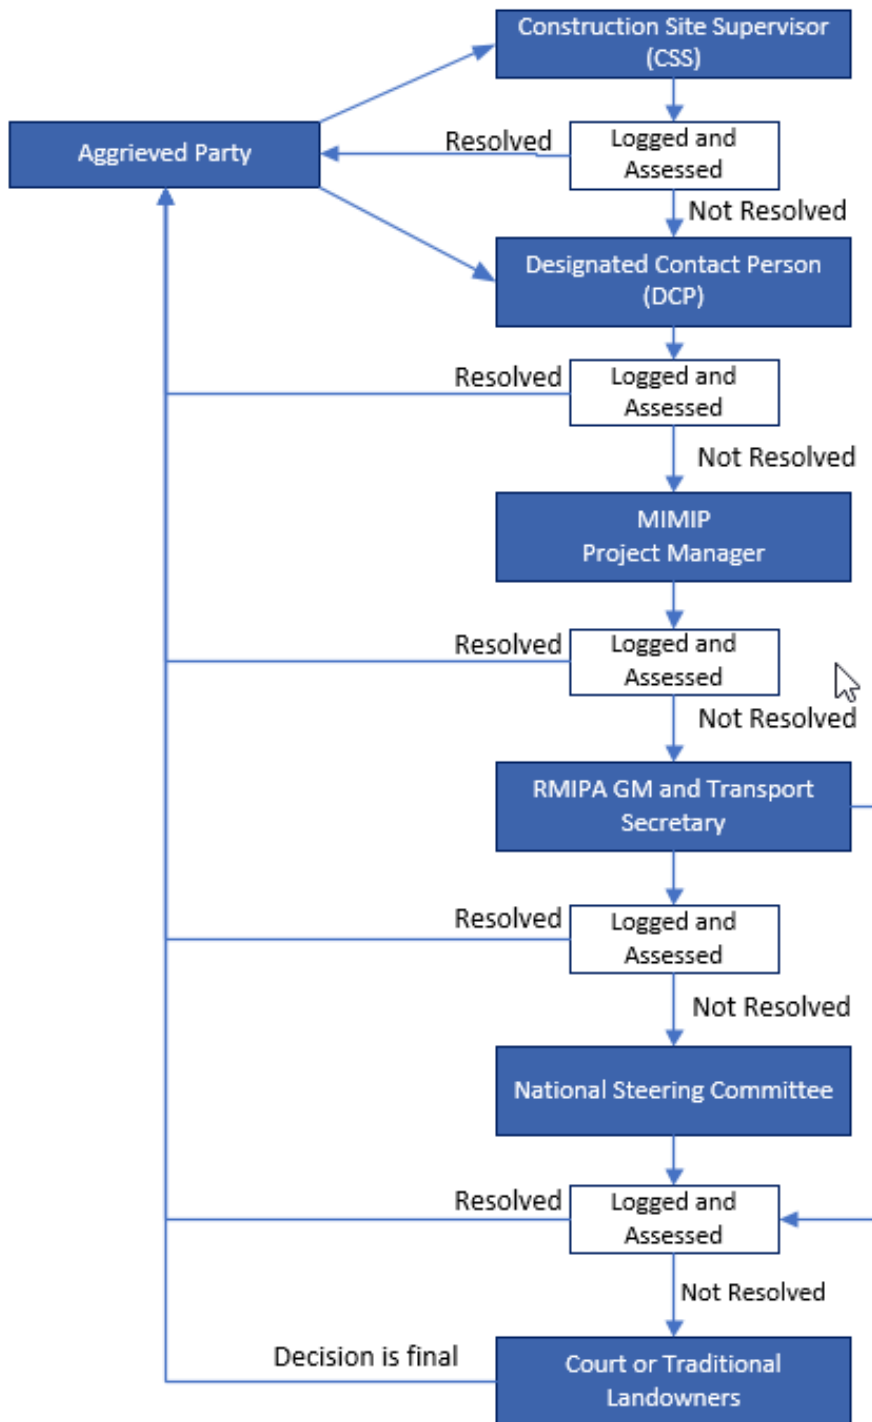 Construction Site Supervisor
(CSS)
Aggrieved Party
Resolved
Logged and
Assessed
Not Resolved
Designated Contact Person
(DCP)
Resolved
Logged and
Assessed
Not Resolved
MIMIP
Project Manager
Resolved
Logged and
Assessed
Not Resolved
RMIPA GM and Transport
Secretary
Resolved
Logged and
Assessed
Not Resolved
National Steering Committee
Resolved
Logged and
Assessed
Not Resolved
Decision is final
Court or Traditional
Landowners